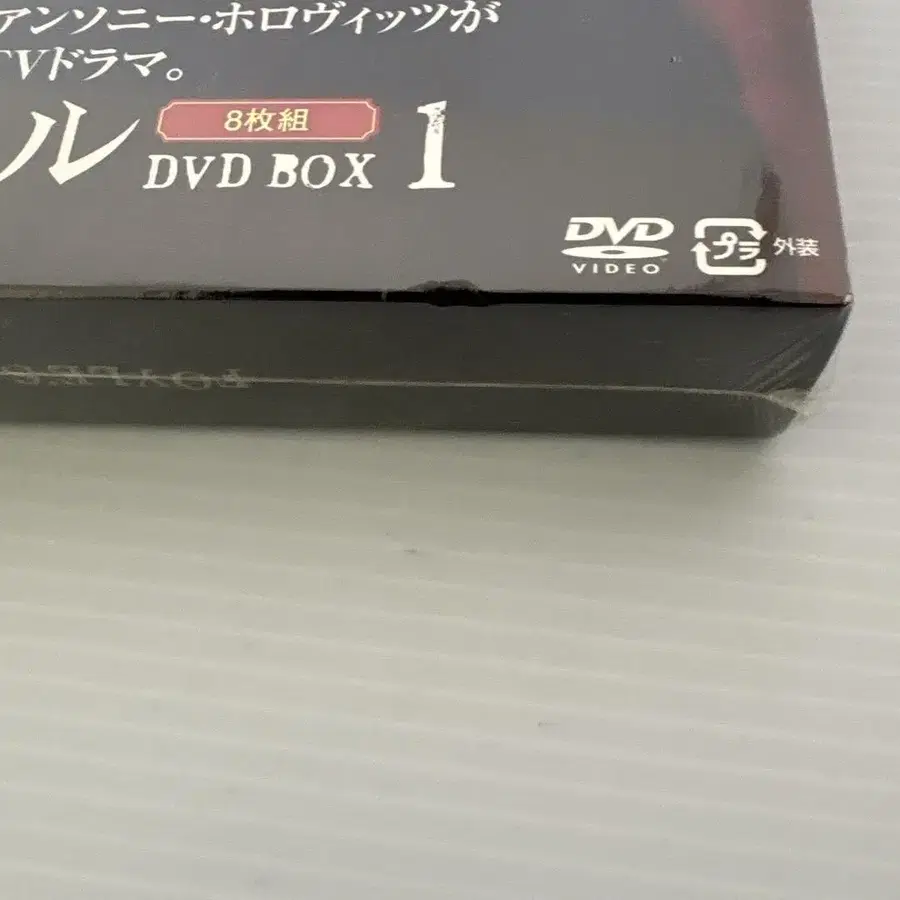 アンソニー・ホロヴィッツが
TVドラマ。
ル
8枚組
DVD BOX 1
DVD
VIDEO
プラ 外装
FOYLE'S